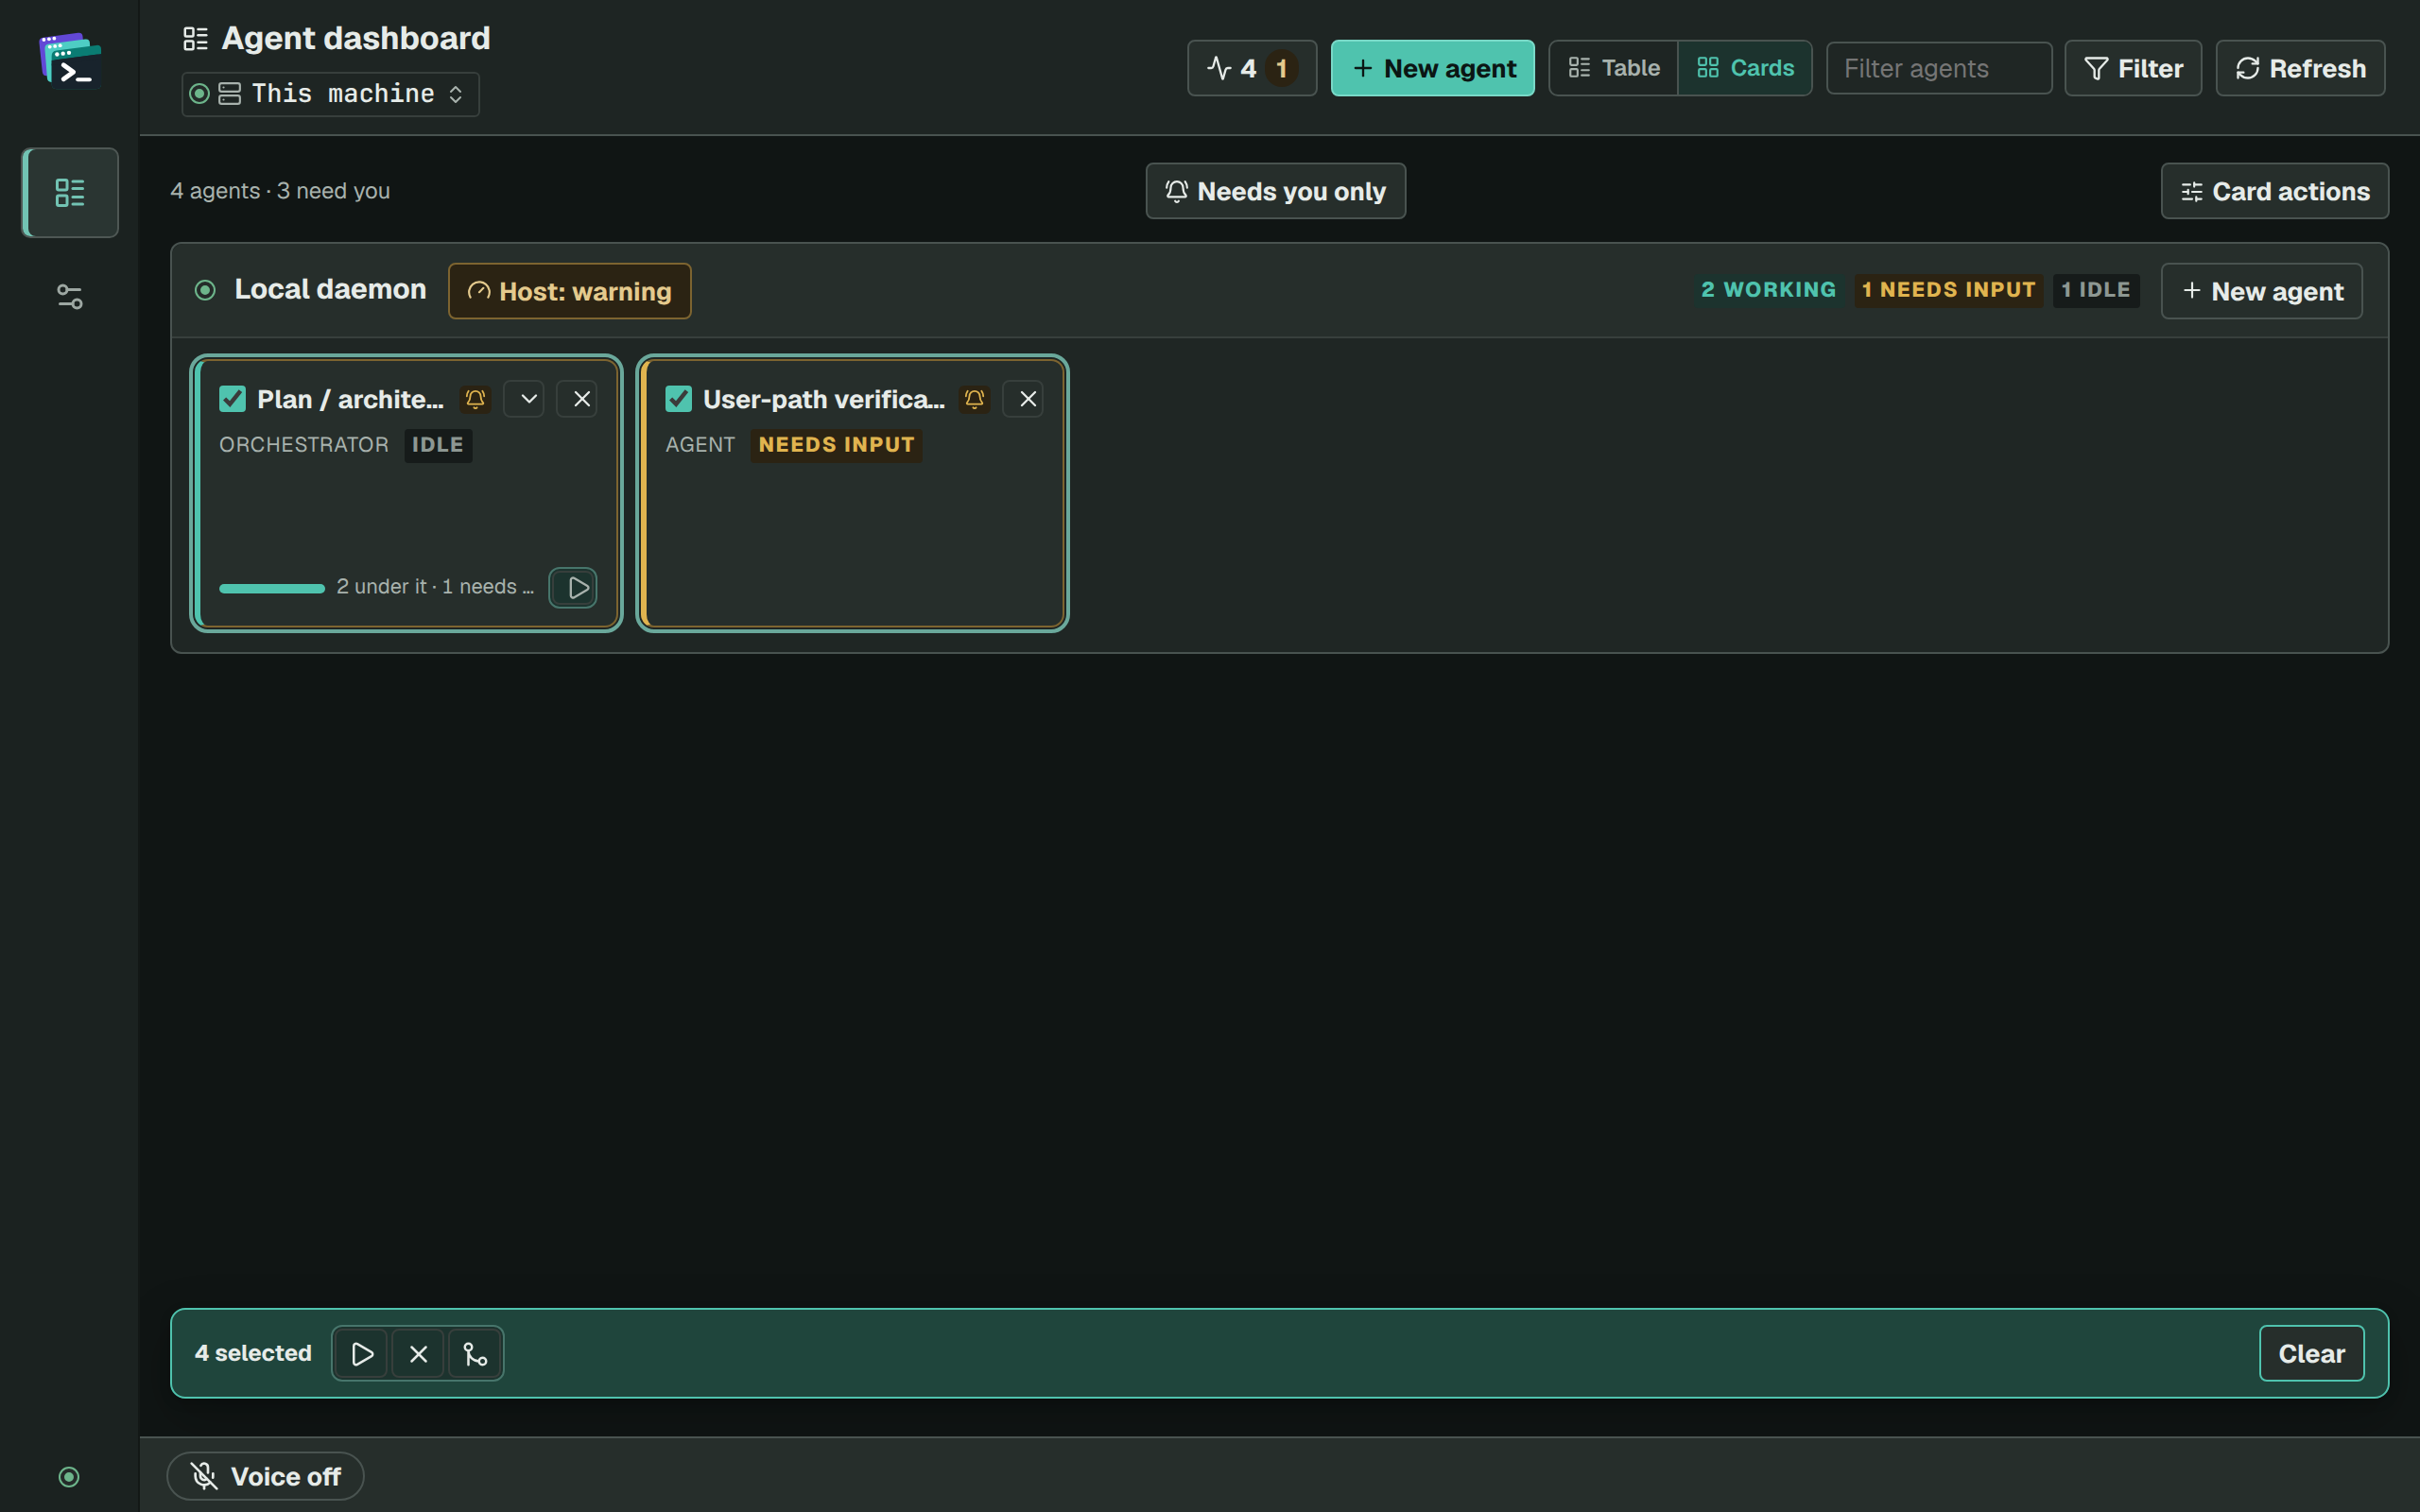 Agent dashboard
This machine
4 1
New agent
Table
Cards
Filter agents
Filter
Refresh
4 agents · 3 need you
Needs you only
Card actions
Local daemon
Host: warning
2 WORKING
1 NEEDS INPUT
1 IDLE
New agent
Plan / archite...
ORCHESTRATOR IDLE
2 under it · 1 needs ...
User-path verifica...
AGENT NEEDS INPUT
4 selected
Clear
Voice off